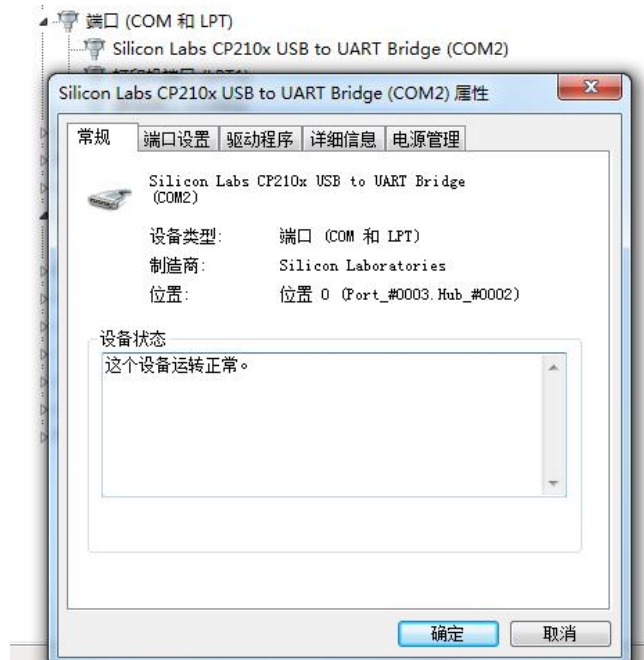 端口 (COM 和 LPT)
Silicon Labs CP210x USB to UART Bridge (COM2)
Silicon Labs CP210x USB to UART Bridge (COM2) 属性
常规 端口设置 驱动程序 详细信息 电源管理
Silicon Labs CP210x USB to UART Bridge
(COM2)
设备类型: 端口 (COM 和 LPT)
制造商: Silicon Laboratories
位置: 位置 0 (Port_#0003.Hub_#0002)
设备状态
这个设备运转正常。
确定 取消